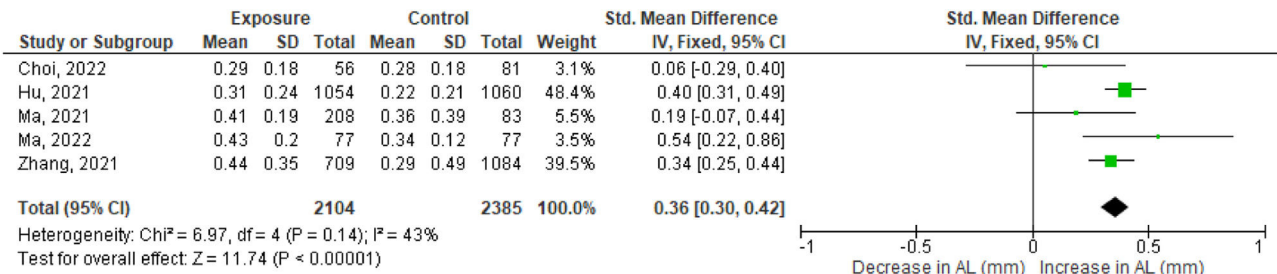 Exposure Control Std. Mean Difference Std. Mean Difference
Study or Subgroup Mean SD Total Mean SD Total Weight IV, Fixed, 95% CI IV, Fixed, 95% CI
Choi, 2022 0.29 0.18 56 0.28 0.18 81 3.1% 0.06 [-0.29, 0.40]
Hu, 2021 0.31 0.24 1054 0.22 0.21 1060 48.4% 0.40 [0.31, 0.49]
Ma, 2021 0.41 0.19 208 0.36 0.39 83 5.5% 0.19 [-0.07, 0.44]
Ma, 2022 0.43 0.2 77 0.34 0.12 77 3.5% 0.54 [0.22, 0.86]
Zhang, 2021 0.44 0.35 709 0.29 0.49 1084 39.5% 0.34 [0.25, 0.44]
Total (95% CI) 2104 2385 100.0% 0.36 [0.30, 0.42]
Heterogeneity: Chi² = 6.97, df = 4 (P = 0.14); I² = 43%
Test for overall effect: Z = 11.74 (P < 0.00001)
-1 -0.5 0 0.5 1
Decrease in AL (mm) Increase in AL (mm)